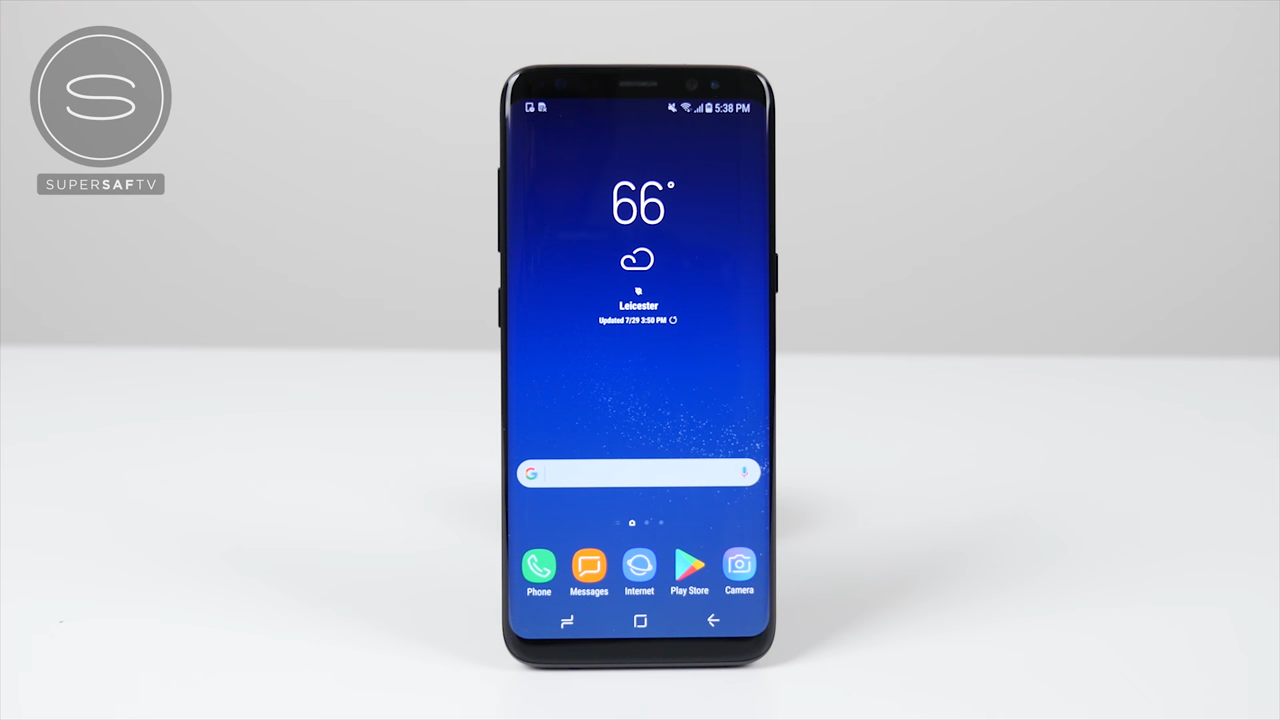 S
SUPERSAFTV
5:38 PM
66°
Leicester
Updated 7/29 3:50 PM
G
Phone
Messages
Internet
Play Store
Camera